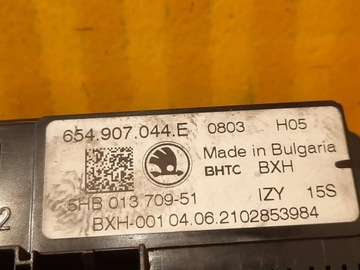 654.907.044.E 0803 H05
Made in Bulgaria
BHTC BXH
5HB 013 709-51 IZY 15S
BXH-001 04.06.2102853984
2